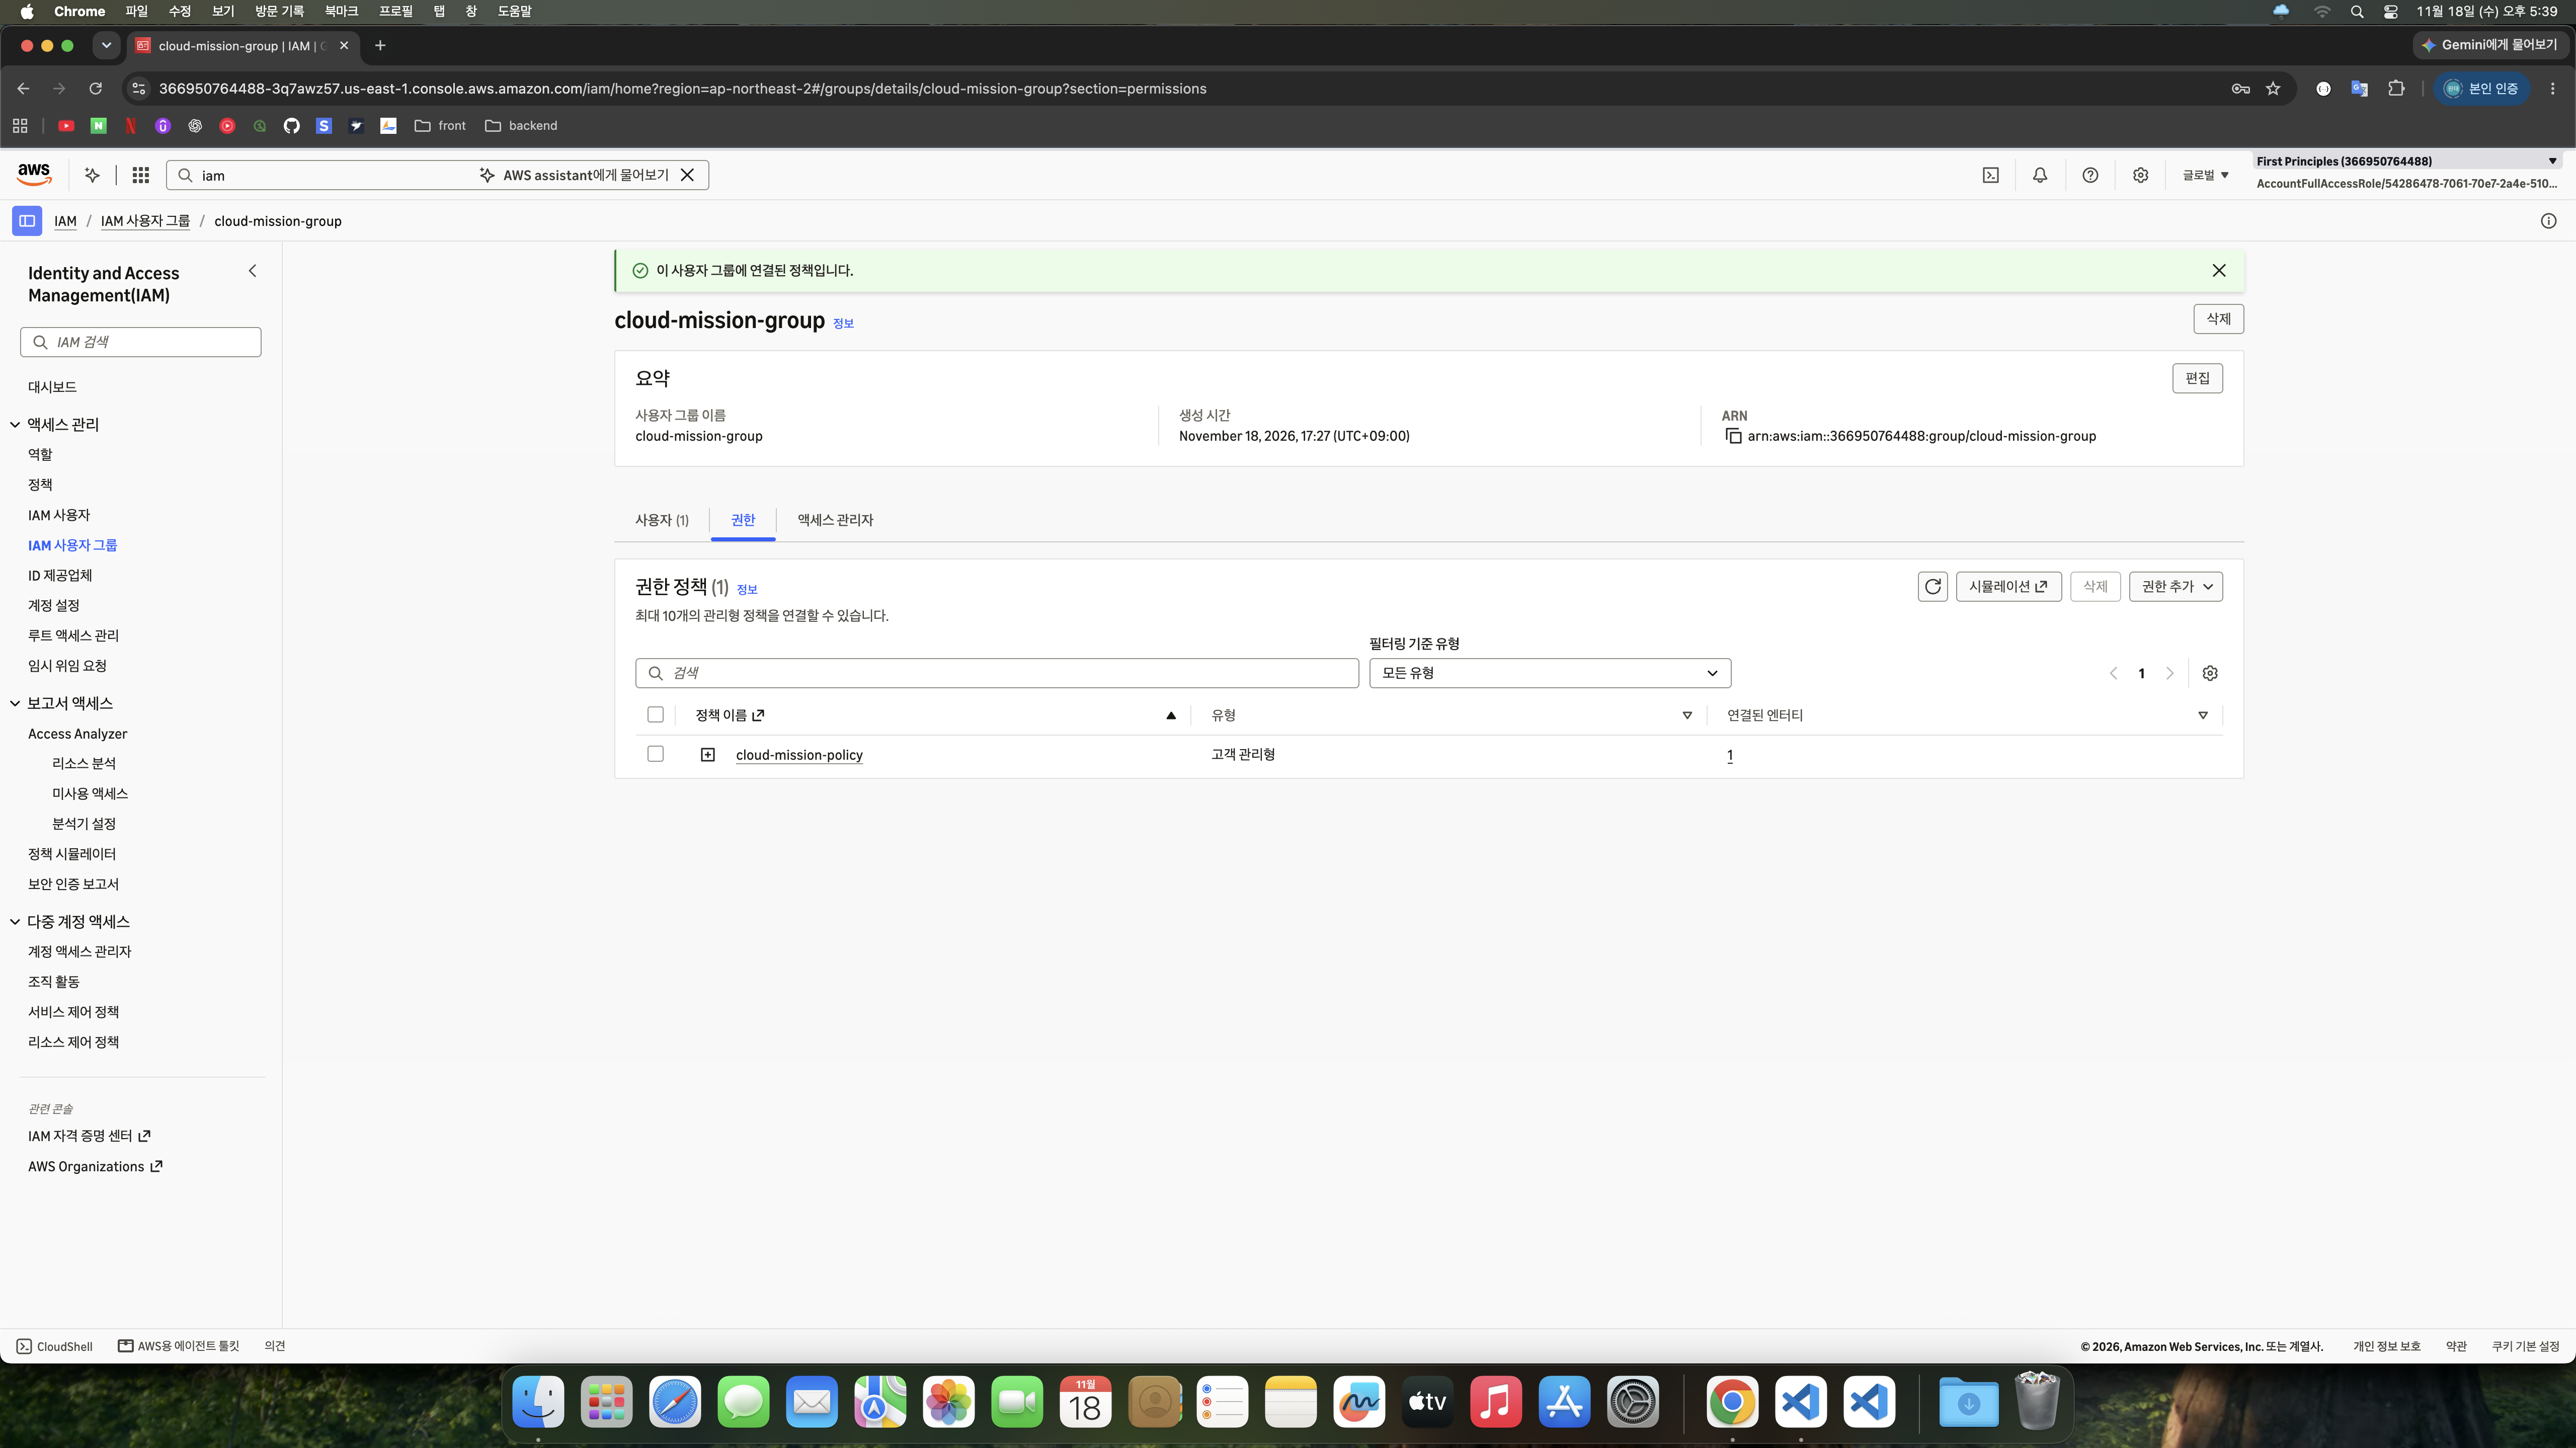 Chrome 파일 수정 보기 방문 기록 북마크 프로필 탭 창 도움말
11월 18일 (수) 오후 5:39
cloud-mission-group | IAM | G
Gemini에게 물어보기
366950764488-3q7awz57.us-east-1.console.aws.amazon.com/iam/home?region=ap-northeast-2#/groups/details/cloud-mission-group?section=permissions
본인 인증
front backend
aws
iam
AWS assistant에게 물어보기
글로벌
First Principles (366950764488)
AccountFullAccessRole/54286478-7061-70e7-2a4e-510...
IAM / IAM 사용자 그룹 / cloud-mission-group
Identity and Access
Management(IAM)
IAM 검색
대시보드
액세스 관리
역할
정책
IAM 사용자
IAM 사용자 그룹
ID 제공업체
계정 설정
루트 액세스 관리
임시 위임 요청
보고서 액세스
Access Analyzer
리소스 분석
미사용 액세스
분석기 설정
정책 시뮬레이터
보안 인증 보고서
다중 계정 액세스
계정 액세스 관리자
조직 활동
서비스 제어 정책
리소스 제어 정책
관련 콘솔
IAM 자격 증명 센터
AWS Organizations
이 사용자 그룹에 연결된 정책입니다.
cloud-mission-group 정보
삭제
요약
편집
사용자 그룹 이름
cloud-mission-group
생성 시간
November 18, 2026, 17:27 (UTC+09:00)
ARN
arn:aws:iam::366950764488:group/cloud-mission-group
사용자 (1) 권한 액세스 관리자
권한 정책 (1) 정보
시뮬레이션 삭제 권한 추가
최대 10개의 관리형 정책을 연결할 수 있습니다.
필터링 기준 유형
검색
모든 유형
1
정책 이름 유형 연결된 엔터티
cloud-mission-policy 고객 관리형 1
CloudShell AWS용 에이전트 툴킷 의견
© 2026, Amazon Web Services, Inc. 또는 계열사. 개인 정보 보호 약관 쿠키 기본 설정
11월
18
tv